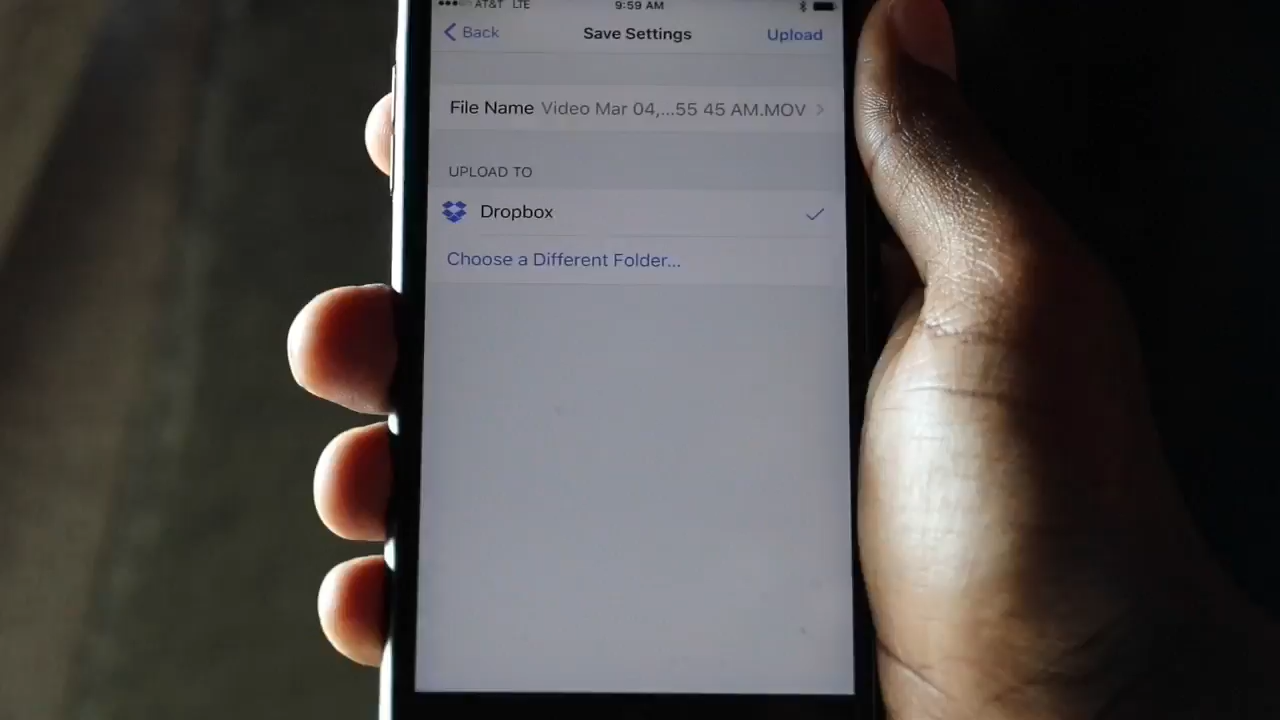 AT&T LTE 9:59 AM
Back Save Settings Upload
File Name Video Mar 04,...55 45 AM.MOV
UPLOAD TO
Dropbox
Choose a Different Folder...